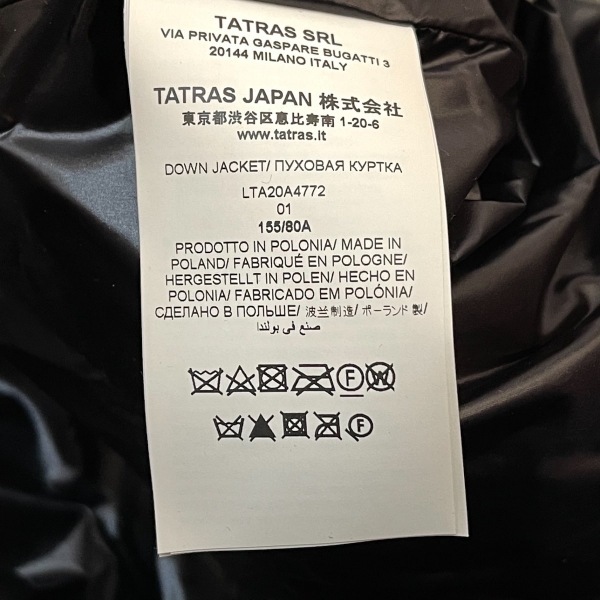 TATRAS SRL
VIA PRIVATA GASPARE BUGATTI 3
20144 MILANO ITALY
TATRAS JAPAN 株式会社
東京都渋谷区恵比寿南 1-20-6
www.tatras.it
DOWN JACKET/ ПУХОВАЯ КУРТКА
LTA20A4772
01
155/80A
PRODOTTO IN POLONIA/ MADE IN
POLAND/ FABRIQUÉ EN POLOGNE/
HERGESTELLT IN POLEN/ HECHO EN
POLONIA/ FABRICADO EM POLÓNIA/
СДЕЛАНО В ПОЛЬШЕ/ 波兰制造/ ポーランド 製/
صنع في بولندا
F W
F